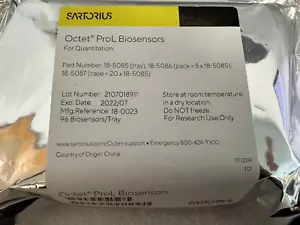 SARTORIUS
Octet® ProL Biosensors
For Quantitation
Part Number: 18-5085 (tray), 18-5086 (pack = 5 x 18-5085);
18-5087 (case = 20 x 18-5085)
Lot Number: 2107018911
Exp. Date: 2022/07
Mfg.Reference: 18-0023
96 Biosensors/Tray
Store at room temperature
in a dry location.
Do NOT freeze.
For Research Use Only
www.sartorius.com/Octet-support • Emergency 800-424-9300
Country of Origin: China
Octet® ProL Biosensors